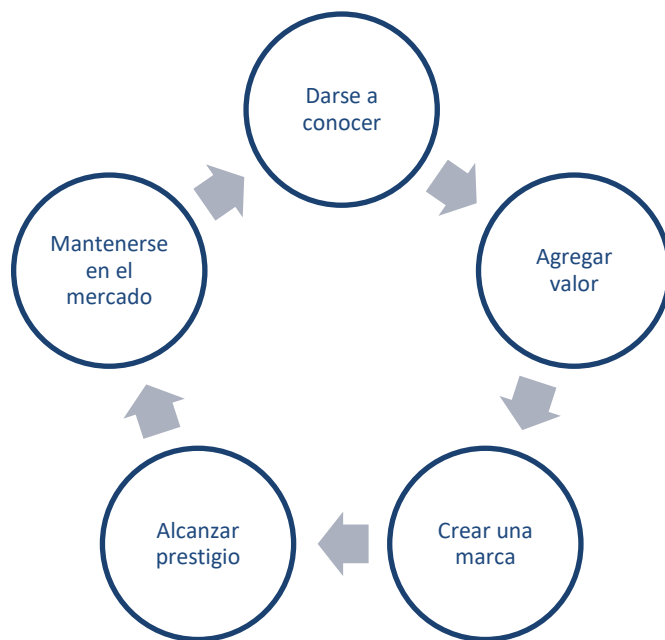 Darse a
conocer
Agregar
valor
Crear una
marca
Alcanzar
prestigio
Mantenerse
en el
mercado